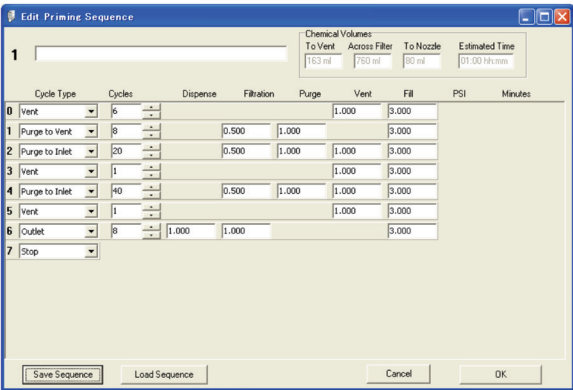 Edit Priming Sequence
Chemical Volumes
To Vent Across Filter To Nozzle Estimated Time
1 163 ml 760 ml 80 ml 01:00 hh:mm
Cycle Type Cycles Dispense Filtration Purge Vent Fill PSI Minutes
0 Vent 6 1.000 3.000
1 Purge to Vent 8 0.500 1.000 3.000
2 Purge to Inlet 20 0.500 1.000 1.000 3.000
3 Vent 1 1.000 3.000
4 Purge to Inlet 40 0.500 1.000 1.000 3.000
5 Vent 1 1.000 3.000
6 Outlet 8 1.000 1.000 3.000
7 Stop
Save Sequence Load Sequence Cancel OK